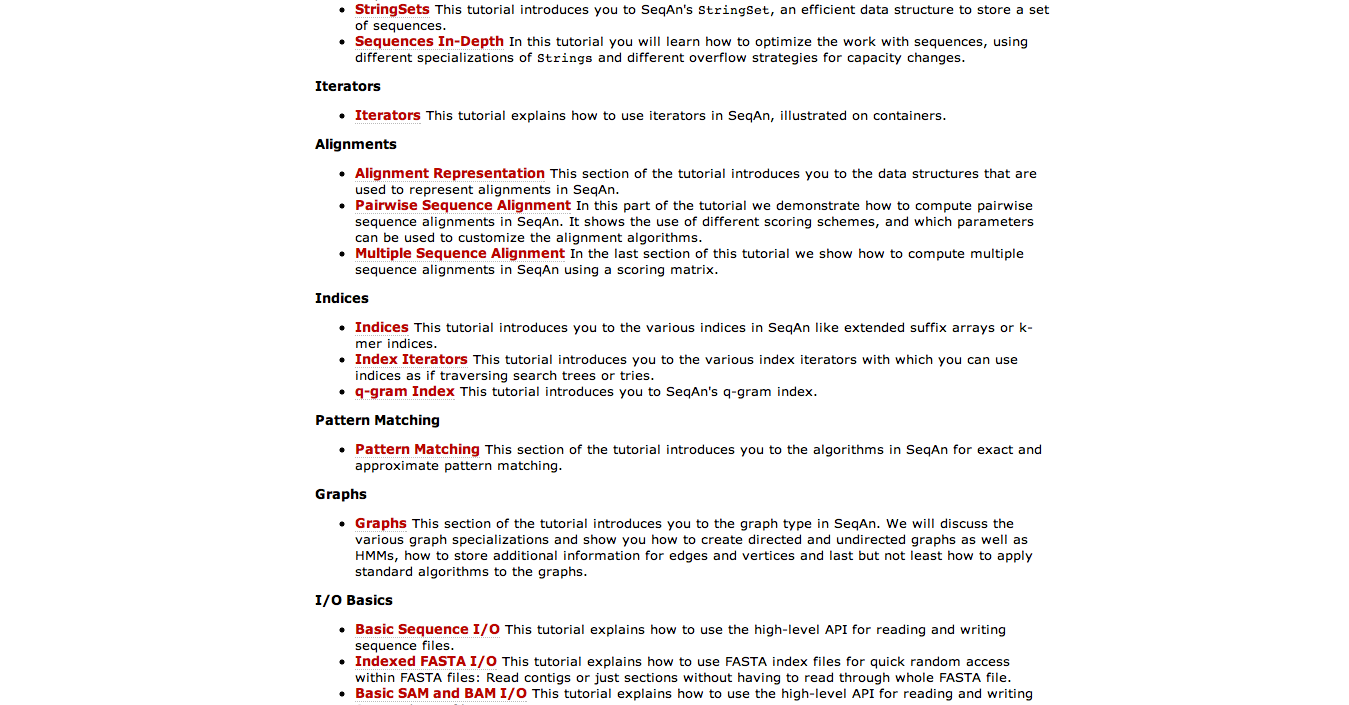 StringSets This tutorial introduces you to SeqAn's StringSet, an efficient data structure to store a set
of sequences.
Sequences In-Depth In this tutorial you will learn how to optimize the work with sequences, using
different specializations of Strings and different overflow strategies for capacity changes.
Iterators
Iterators This tutorial explains how to use iterators in SeqAn, illustrated on containers.
Alignments
Alignment Representation This section of the tutorial introduces you to the data structures that are
used to represent alignments in SeqAn.
Pairwise Sequence Alignment In this part of the tutorial we demonstrate how to compute pairwise
sequence alignments in SeqAn. It shows the use of different scoring schemes, and which parameters
can be used to customize the alignment algorithms.
Multiple Sequence Alignment In the last section of this tutorial we show how to compute multiple
sequence alignments in SeqAn using a scoring matrix.
Indices
Indices This tutorial introduces you to the various indices in SeqAn like extended suffix arrays or k-
mer indices.
Index Iterators This tutorial introduces you to the various index iterators with which you can use
indices as if traversing search trees or tries.
q-gram Index This tutorial introduces you to SeqAn's q-gram index.
Pattern Matching
Pattern Matching This section of the tutorial introduces you to the algorithms in SeqAn for exact and
approximate pattern matching.
Graphs
Graphs This section of the tutorial introduces you to the graph type in SeqAn. We will discuss the
various graph specializations and show you how to create directed and undirected graphs as well as
HMMs, how to store additional information for edges and vertices and last but not least how to apply
standard algorithms to the graphs.
I/O Basics
Basic Sequence I/O This tutorial explains how to use the high-level API for reading and writing
sequence files.
Indexed FASTA I/O This tutorial explains how to use FASTA index files for quick random access
within FASTA files: Read contigs or just sections without having to read through whole FASTA file.
Basic SAM and BAM I/O This tutorial explains how to use the high-level API for reading and writing